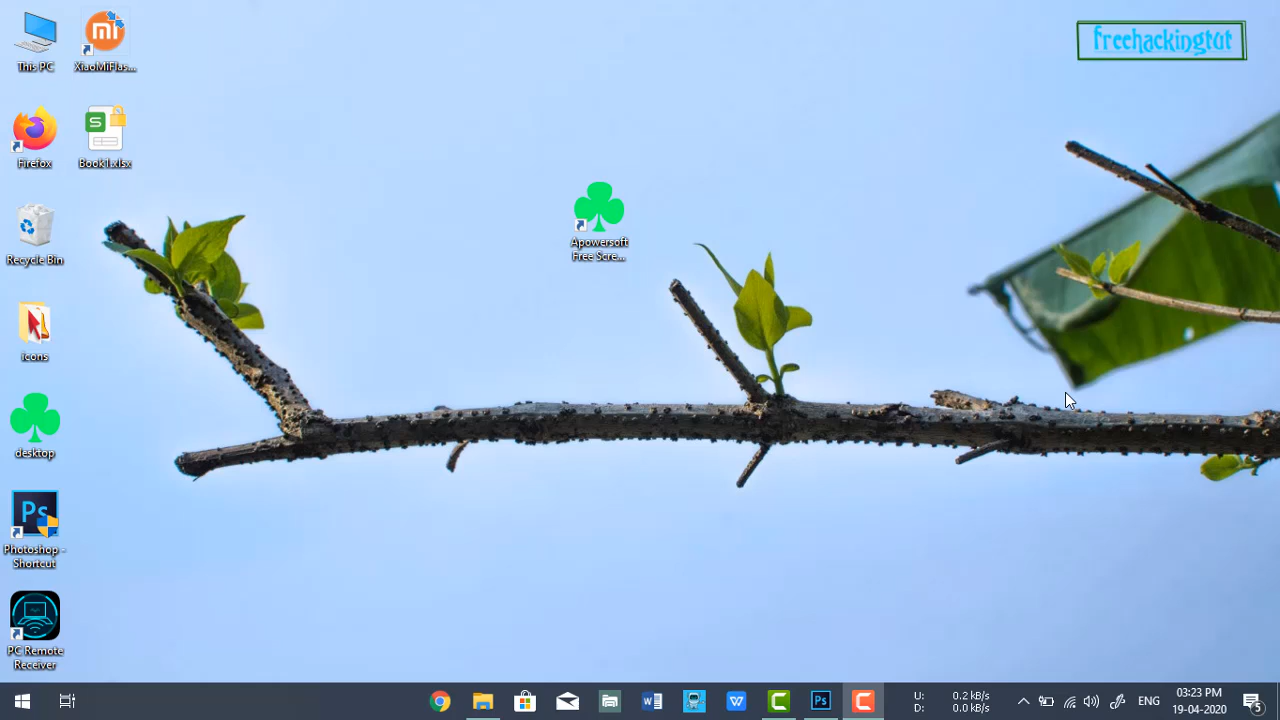 freehackingtut
This PC
XiaoMiFlas...
Firefox
Book1.xlsx
Recycle Bin
Apowersoft
Free Scre...
icons
desktop
Ps
Photoshop -
Shortcut
PC Remote
Receiver
U: 0.2 kB/s
D: 0.0 kB/s
ENG
03:23 PM
19-04-2020
5